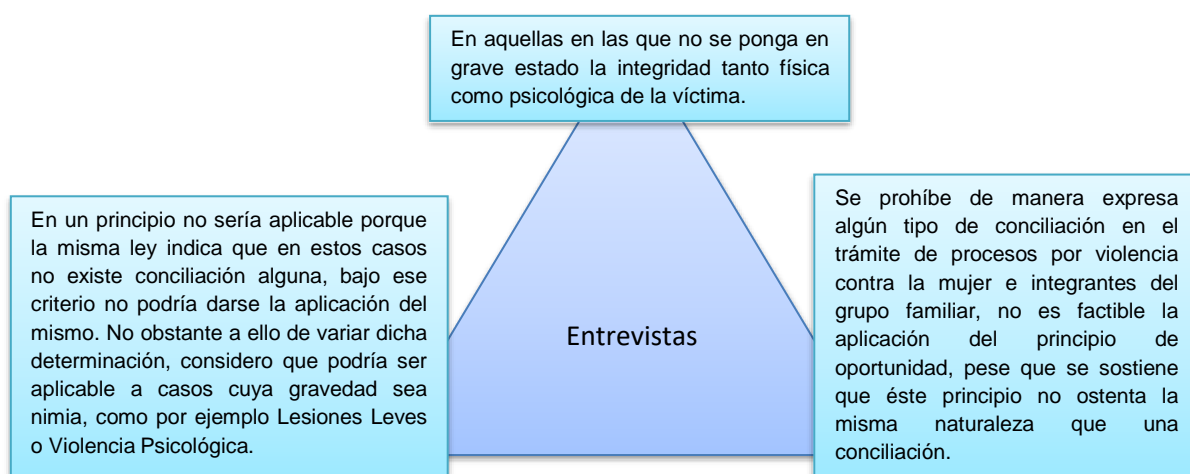 En aquellas en las que no se ponga en
grave estado la integridad tanto física
como psicológica de la víctima.
En un principio no sería aplicable porque
la misma ley indica que en estos casos
no existe conciliación alguna, bajo ese
criterio no podría darse la aplicación del
mismo. No obstante a ello de variar dicha
determinación, considero que podría ser
aplicable a casos cuya gravedad sea
nimia, como por ejemplo Lesiones Leves
o Violencia Psicológica.
Entrevistas
Se prohíbe de manera expresa
algún tipo de conciliación en el
trámite de procesos por violencia
contra la mujer e integrantes del
grupo familiar, no es factible la
aplicación del principio de
oportunidad, pese que se sostiene
que éste principio no ostenta la
misma naturaleza que una
conciliación.